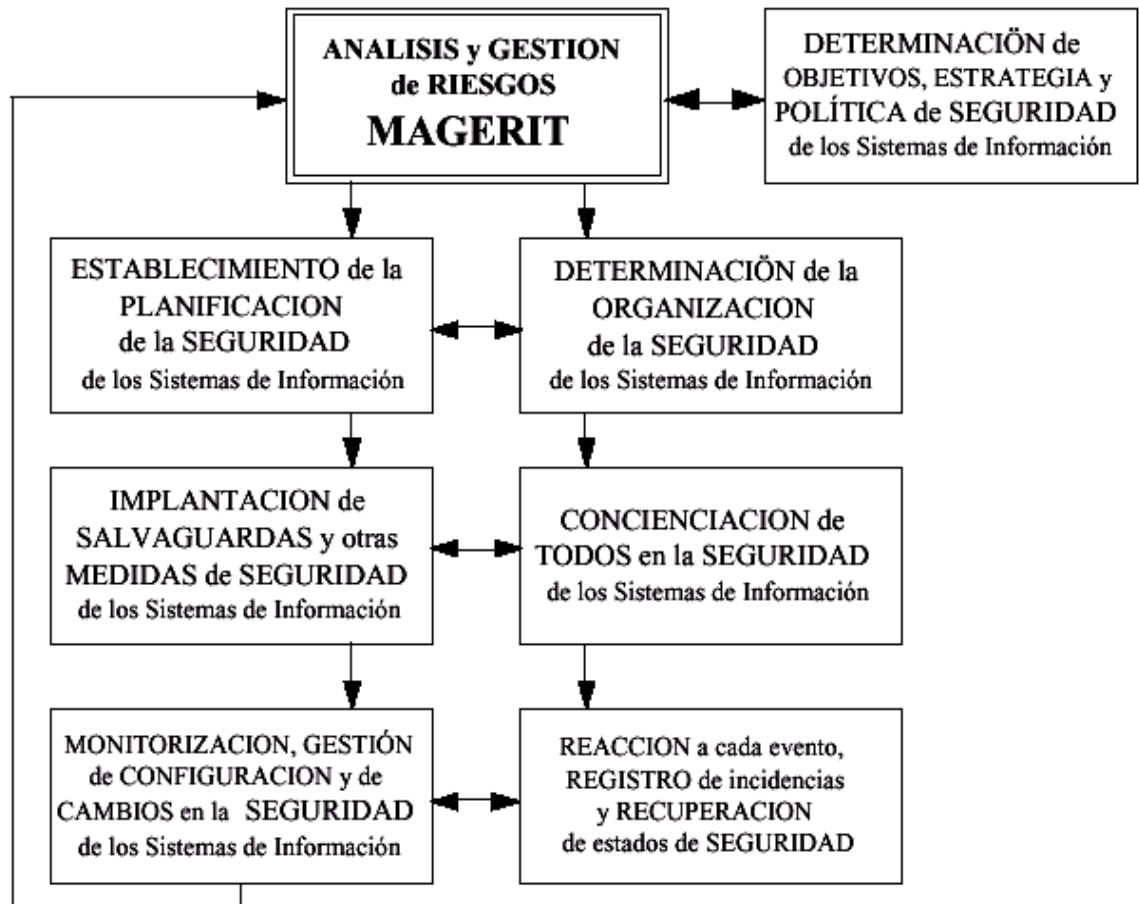 ANALISIS y GESTION
de RIESGOS
MAGERIT
DETERMINACIÖN de
OBJETIVOS, ESTRATEGIA y
POLÍTICA de SEGURIDAD
de los Sistemas de Información
ESTABLECIMIENTO de la
PLANIFICACION
de la SEGURIDAD
de los Sistemas de Información
DETERMINACIÖN de la
ORGANIZACION
de la SEGURIDAD
de los Sistemas de Información
IMPLANTACION de
SALVAGUARDAS y otras
MEDIDAS de SEGURIDAD
de los Sistemas de Información
CONCIENCIACION de
TODOS en la SEGURIDAD
de los Sistemas de Información
MONITORIZACION, GESTIÓN
de CONFIGURACION y de
CAMBIOS en la SEGURIDAD
de los Sistemas de Información
REACCION a cada evento,
REGISTRO de incidencias
y RECUPERACION
de estados de SEGURIDAD